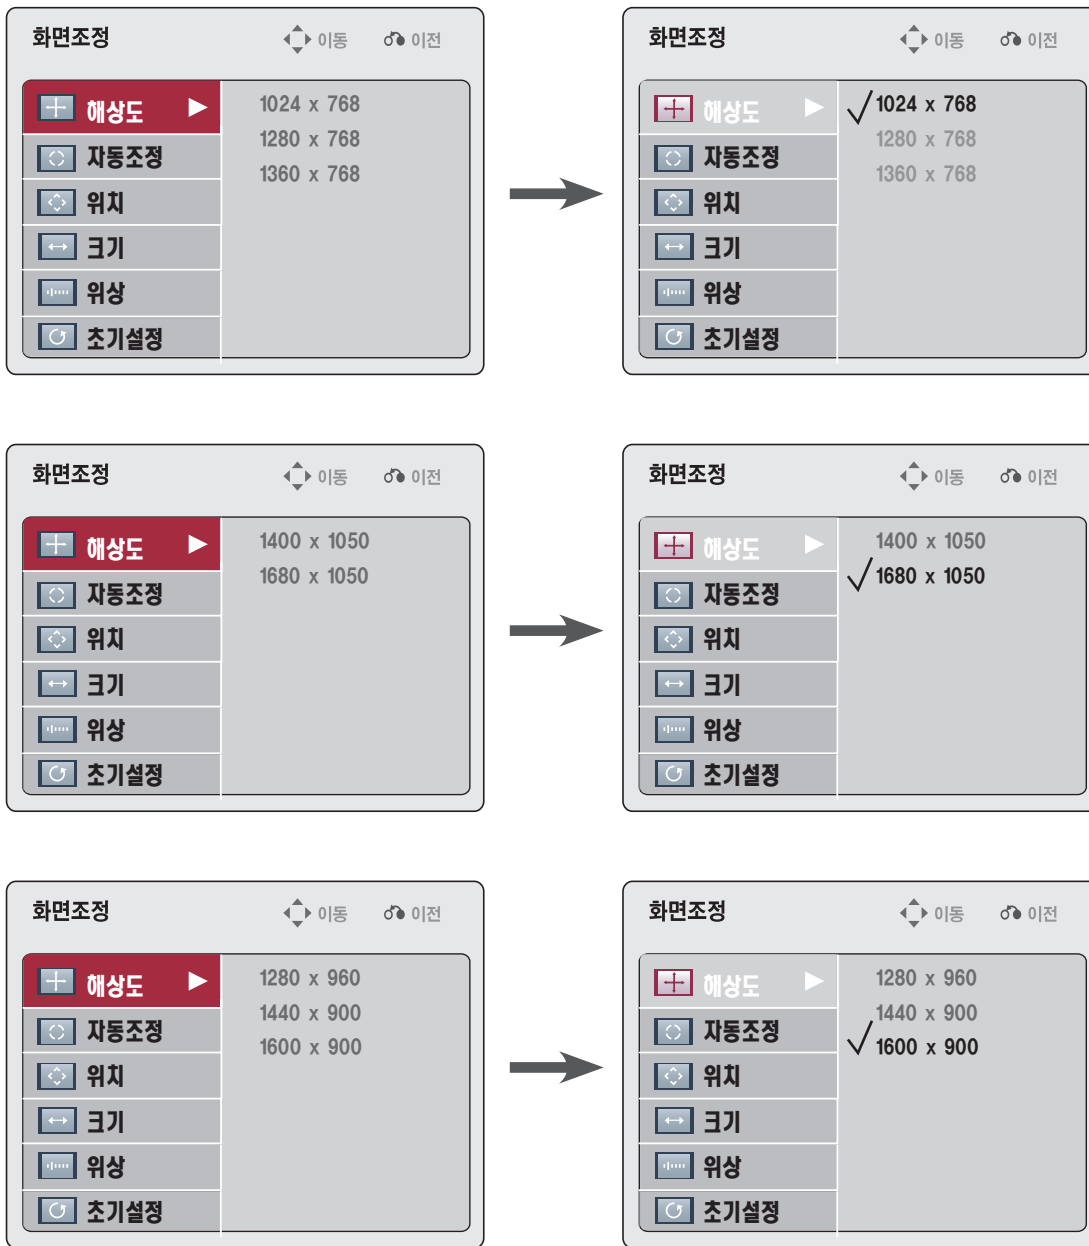 화면조정 이동 이전
해상도
자동조정
위치
크기
위상
초기설정
1024 x 768
1280 x 768
1360 x 768
화면조정 이동 이전
해상도
자동조정
위치
크기
위상
초기설정
1024 x 768
1280 x 768
1360 x 768
화면조정 이동 이전
해상도
자동조정
위치
크기
위상
초기설정
1400 x 1050
1680 x 1050
화면조정 이동 이전
해상도
자동조정
위치
크기
위상
초기설정
1400 x 1050
1680 x 1050
화면조정 이동 이전
해상도
자동조정
위치
크기
위상
초기설정
1280 x 960
1440 x 900
1600 x 900
화면조정 이동 이전
해상도
자동조정
위치
크기
위상
초기설정
1280 x 960
1440 x 900
1600 x 900